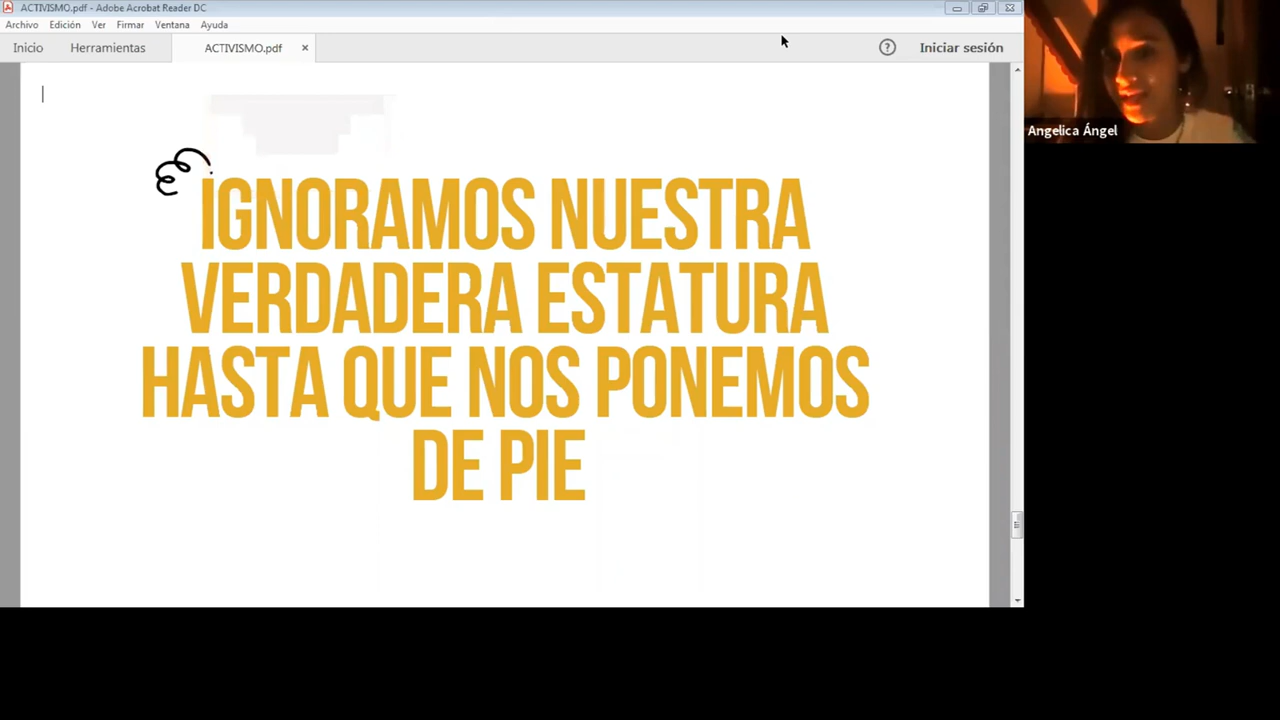 ACTIVISMO.pdf - Adobe Acrobat Reader DC
Archivo Edición Ver Firmar Ventana Ayuda
Inicio Herramientas ACTIVISMO.pdf × ? Iniciar sesión
Angelica Ángel
IGNORAMOS NUESTRA
VERDADERA ESTATURA
HASTA QUE NOS PONEMOS
DE PIE